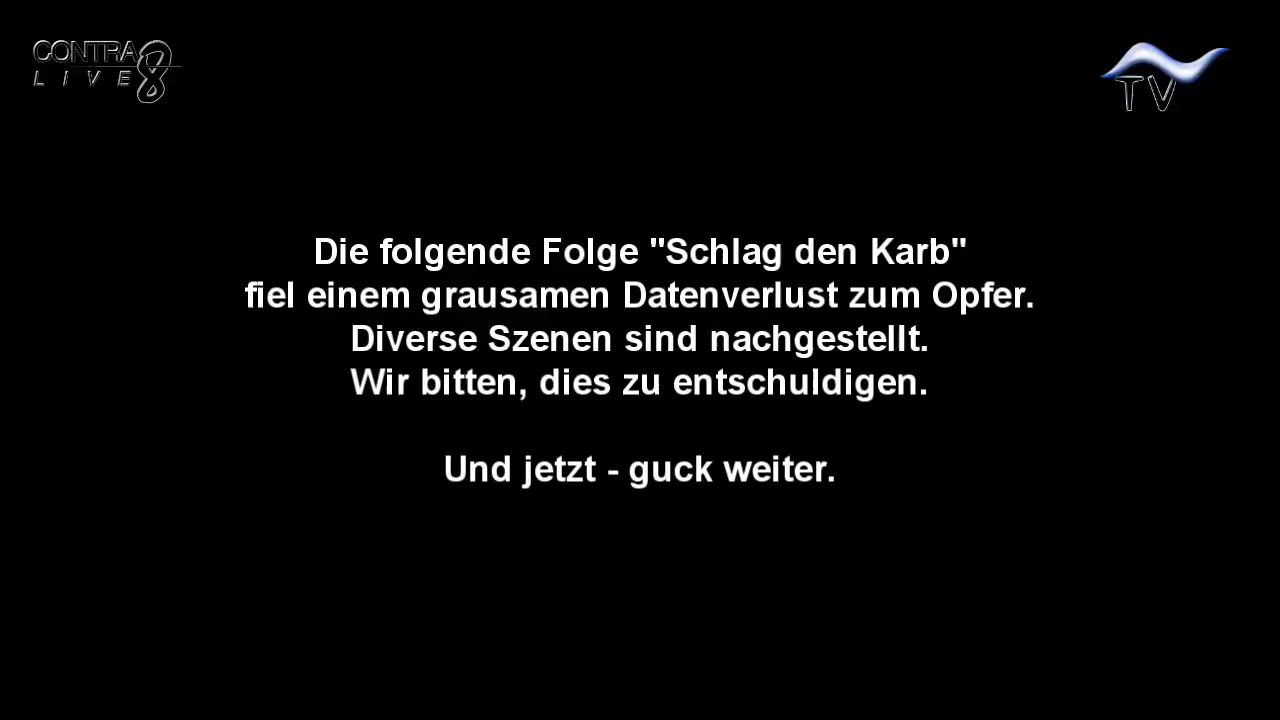 CONTRA 8
LIVE
TV
Die folgende Folge "Schlag den Karb"
fiel einem grausamen Datenverlust zum Opfer.
Diverse Szenen sind nachgestellt.
Wir bitten, dies zu entschuldigen.
Und jetzt - guck weiter.